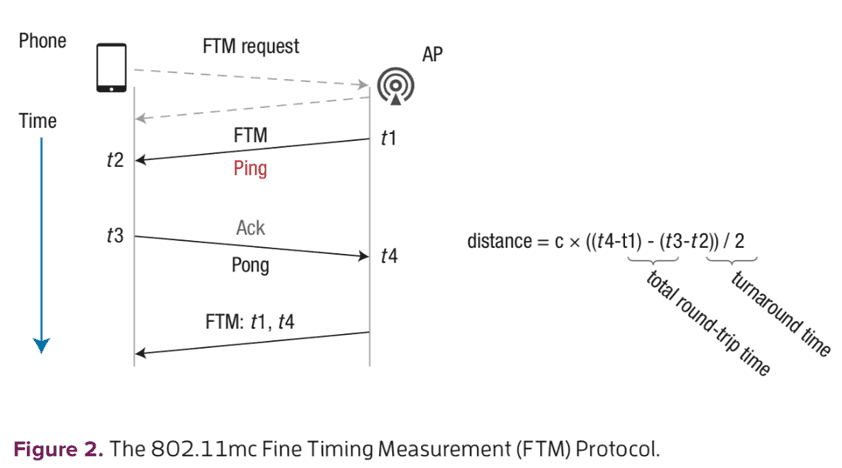 Phone
FTM request
AP
Time
FTM
t1
t2
Ping
t3
Ack
t4
Pong
distance = c × ((t4-t1) - (t3-t2)) / 2
total round-trip time
turnaround time
FTM: t1, t4
Figure 2. The 802.11mc Fine Timing Measurement (FTM) Protocol.